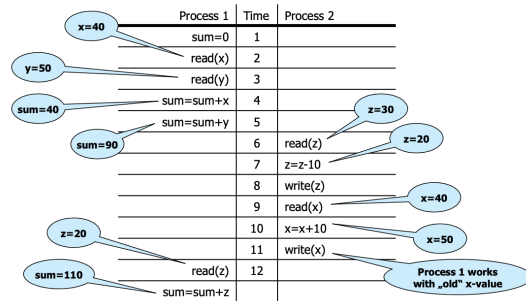 Process 1 Time Process 2
x=40
sum=0 1
read(x) 2
y=50
read(y) 3
sum=40
sum=sum+x 4
z=30
sum=sum+y 5
sum=90
6 read(z)
z=20
7 z=z-10
8 write(z)
x=40
9 read(x)
z=20
10 x=x+10
x=50
11 write(x)
read(z) 12
Process 1 works
with „old“ x-value
sum=110
sum=sum+z